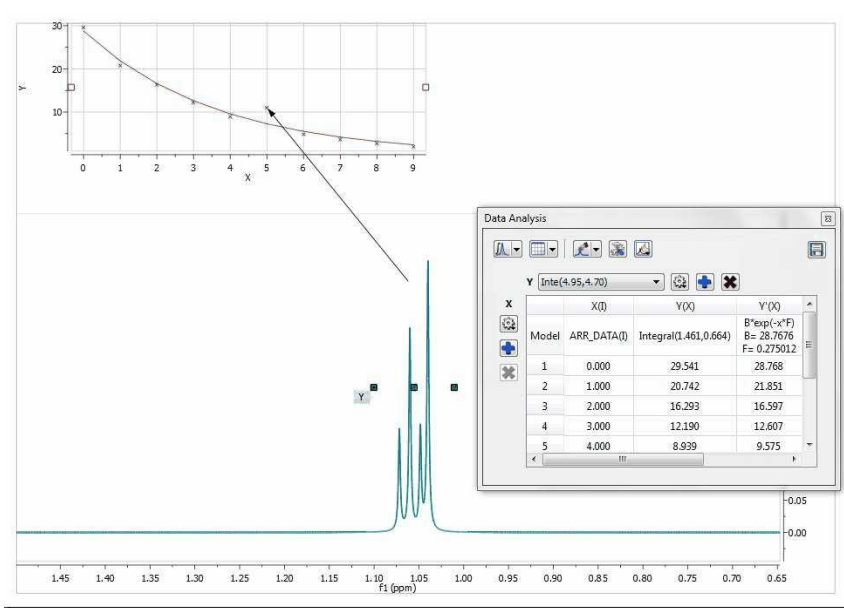 30
20
10
Y
0 1 2 3 4 5 6 7 8 9
X
Data Analysis
Y Inte(4.95,4.70)
X
X(I) Y(X) Y'(X)
Model ARR_DATA(I) Integral(1.461,0.664) B*exp(-x*F)
B= 28.7676
F= 0.275012
1 0.000 29.541 28.768
2 1.000 20.742 21.851
3 2.000 16.293 16.597
4 3.000 12.190 12.607
5 4.000 8.939 9.575
Y
0.05
0.00
1.45 1.40 1.35 1.30 1.25 1.20 1.15 1.10 1.05 1.00 0.95 0.90 0.85 0.80 0.75 0.70 0.65
f1 (ppm)